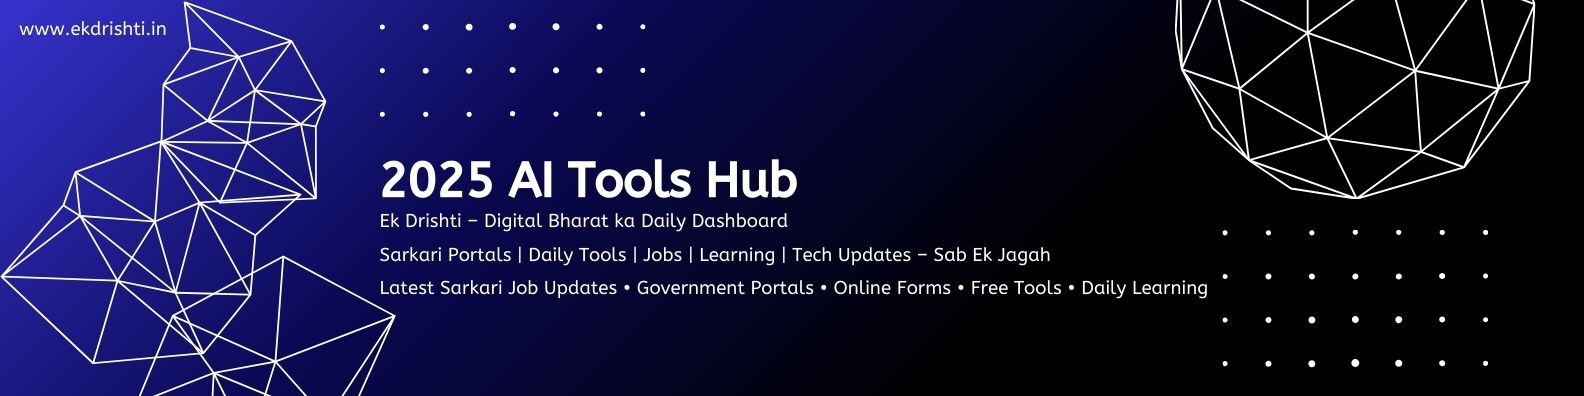 www.ekdrishti.in
2025 AI Tools Hub
Ek Drishti – Digital Bharat ka Daily Dashboard
Sarkari Portals | Daily Tools | Jobs | Learning | Tech Updates – Sab Ek Jagah
Latest Sarkari Job Updates • Government Portals • Online Forms • Free Tools • Daily Learning